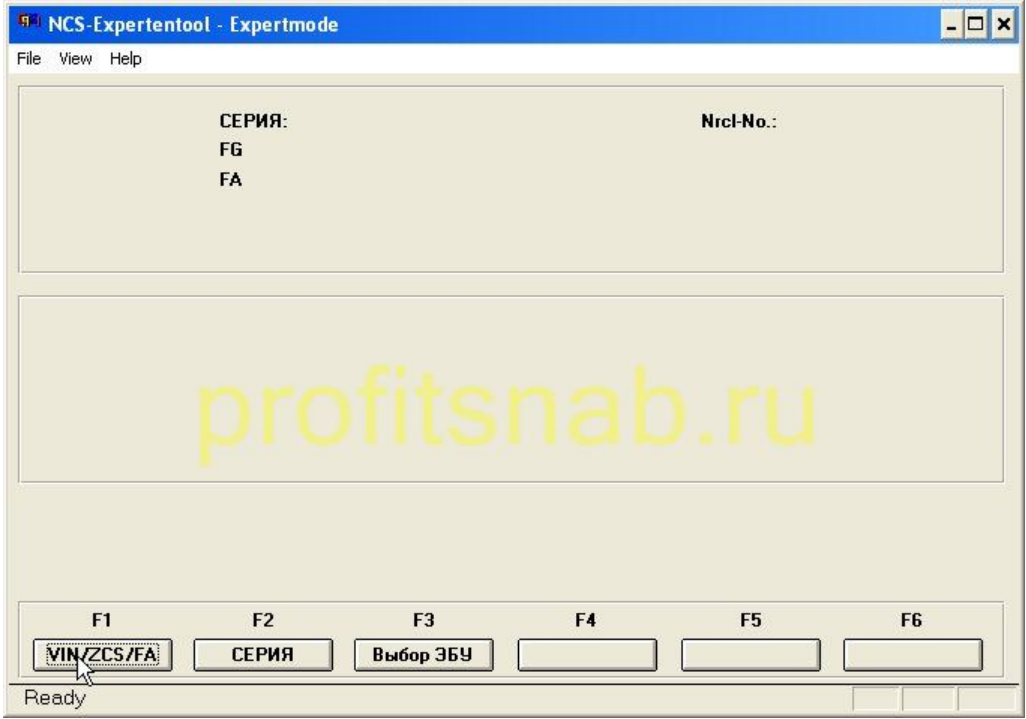 NCS-Expertentool - Expertmode
File View Help
СЕРИЯ: Nrcl-No.:
FG
FA
profitsnab.ru
F1 F2 F3 F4 F5 F6
VIN/ZCS/FA СЕРИЯ Выбор ЭБУ
Ready